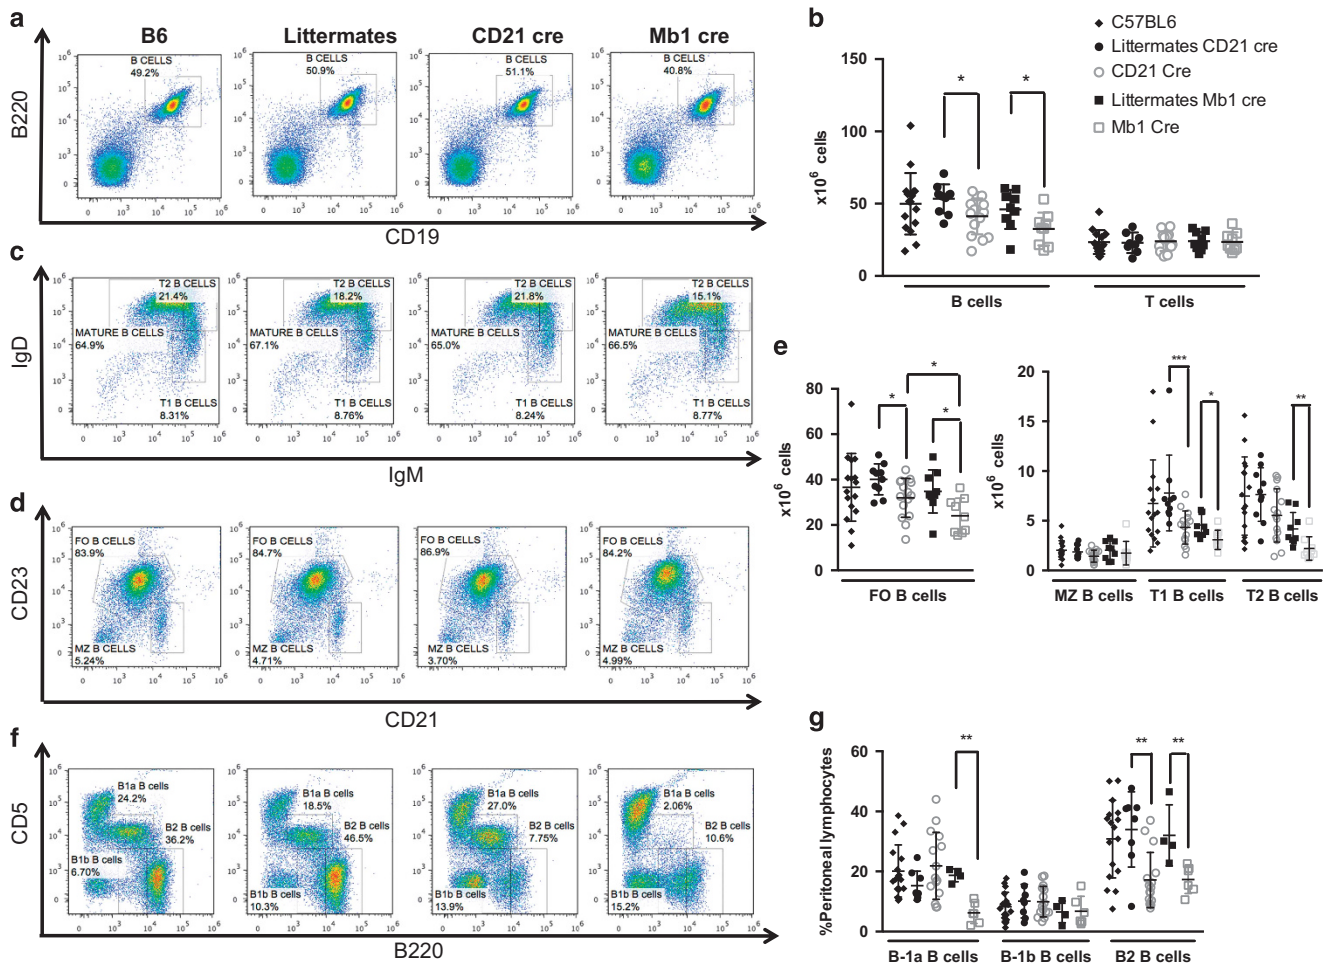 a
B6
Littermates
CD21 cre
Mb1 cre
B220
B CELLS
49.2%
B CELLS
50.9%
B CELLS
51.1%
B CELLS
40.8%
CD19
b
x10^6 cells
150
100
50
0
* *
B cells
T cells
C57BL6
Littermates CD21 cre
CD21 Cre
Littermates Mb1 cre
Mb1 Cre
c
IgD
T2 B CELLS
21.4%
MATURE B CELLS
64.9%
T1 B CELLS
8.31%
T2 B CELLS
18.2%
MATURE B CELLS
67.1%
T1 B CELLS
8.76%
T2 B CELLS
21.8%
MATURE B CELLS
65.0%
T1 B CELLS
8.24%
T2 B CELLS
15.1%
MATURE B CELLS
66.5%
T1 B CELLS
8.77%
IgM
d
CD23
FO B CELLS
83.9%
MZ B CELLS
5.24%
FO B CELLS
84.7%
MZ B CELLS
4.71%
FO B CELLS
86.9%
MZ B CELLS
3.70%
FO B CELLS
84.2%
MZ B CELLS
4.99%
CD21
e
x10^6 cells
80
60
40
20
0
* * *
FO B cells
x10^6 cells
20
15
10
5
0
*** * **
MZ B cells
T1 B cells
T2 B cells
f
CD5
B1a B cells
24.2%
B2 B cells
36.2%
B1b B cells
6.70%
B1a B cells
18.5%
B2 B cells
46.5%
B1b B cells
10.3%
B1a B cells
27.0%
B2 B cells
7.75%
B1b B cells
13.9%
B1a B cells
2.06%
B2 B cells
10.6%
B1b B cells
15.2%
B220
g
%Peritoneal lymphocytes
60
40
20
0
** ** **
B-1a B cells
B-1b B cells
B2 B cells